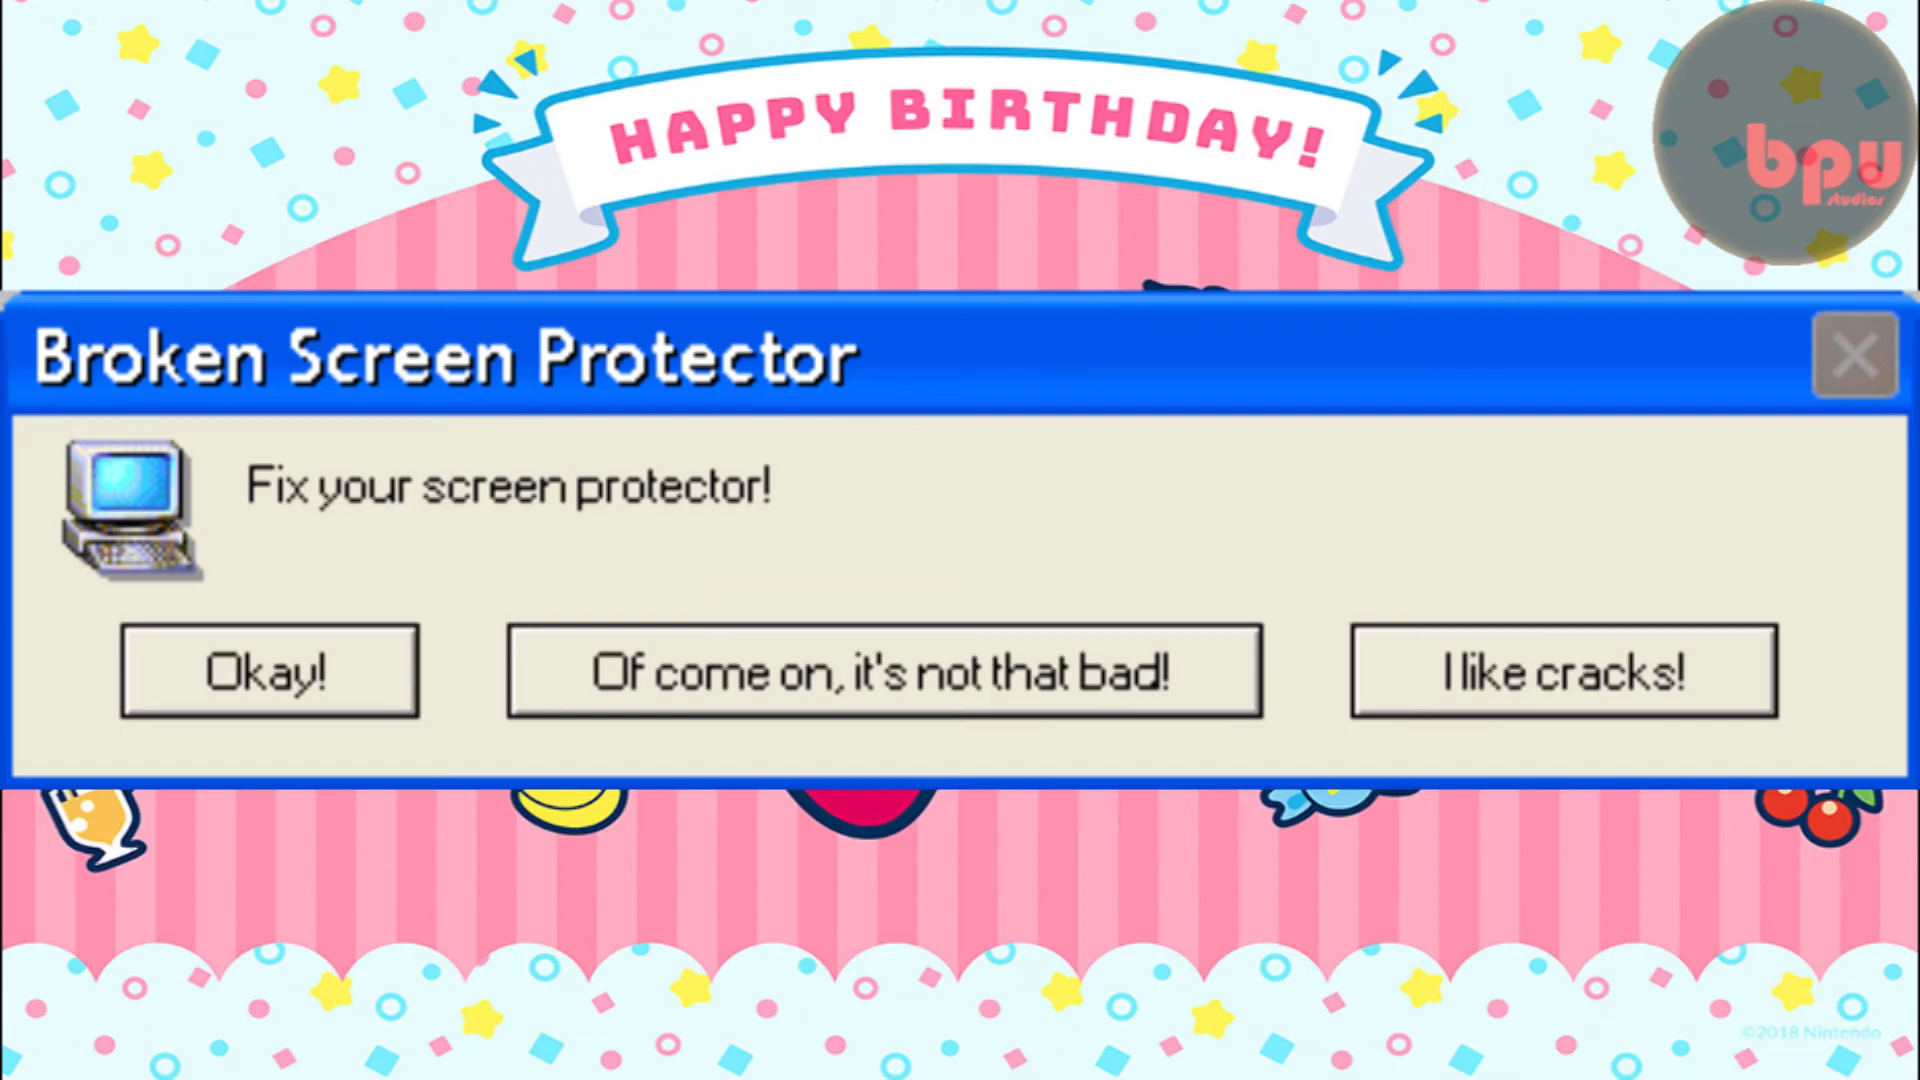 HAPPY BIRTHDAY!
bpu
studios
Broken Screen Protector
Fix your screen protector!
Okay!
Of come on, it's not that bad!
I like cracks!
©2018 Nintendo